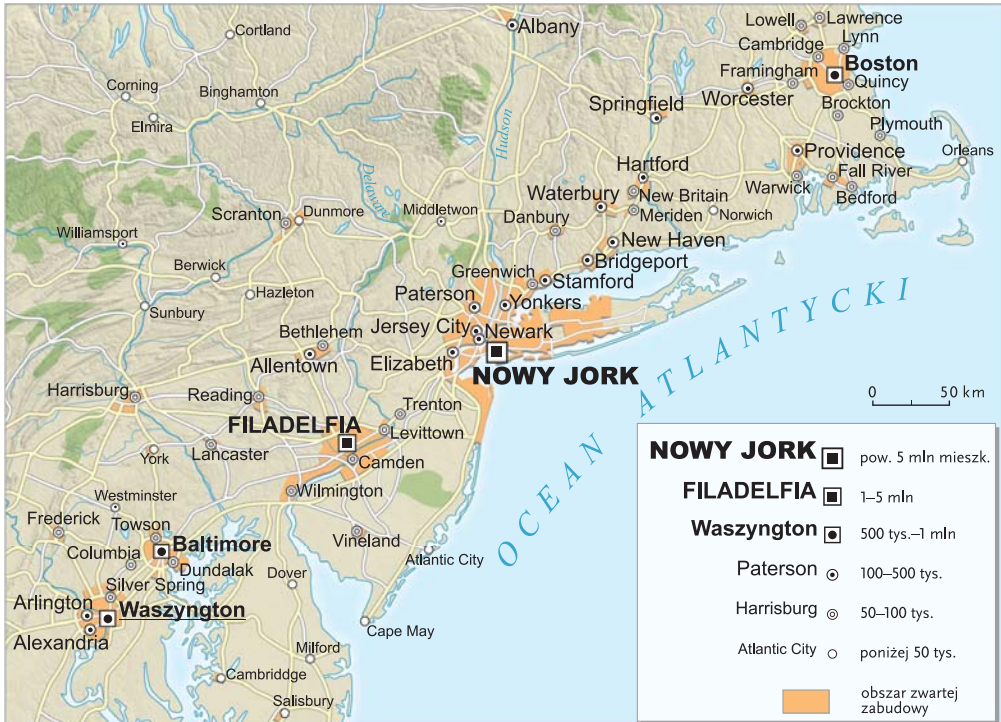 Cortland
Albany
Lowell
Lawrence
Lynn
Cambridge
Boston
Framingham
Quincy
Corning
Binghamton
Worcester
Springfield
Brockton
Elmira
Hudson
Plymouth
Providence
Orleans
Delaware
Hartford
Fall River
Warwick
Bedford
Waterbury
New Britain
Meriden
Norwich
Scranton
Dunmore
Middletwon
Danbury
Williamsport
New Haven
Bridgeport
Berwick
Greenwich
Stamford
Hazleton
Paterson
Yonkers
Sunbury
Bethlehem
Jersey City
Newark
Allentown
Elizabeth
NOWY JORK
OCEAN ATLANTYCKI
Harrisburg
Reading
Trenton
FILADELFIA
Levittown
York
Lancaster
Camden
Wilmington
Westminster
Frederick
Towson
Baltimore
Vineland
Columbia
Dundalak
Atlantic City
Silver Spring
Dover
Arlington
Waszyngton
Alexandria
Cape May
Milford
Cambriddge
Salisbury
0 50 km
NOWY JORK pow. 5 mln mieszk.
FILADELFIA 1–5 mln
Waszyngton 500 tys.–1 mln
Paterson 100–500 tys.
Harrisburg 50–100 tys.
Atlantic City poniżej 50 tys.
obszar zwartej
zabudowy